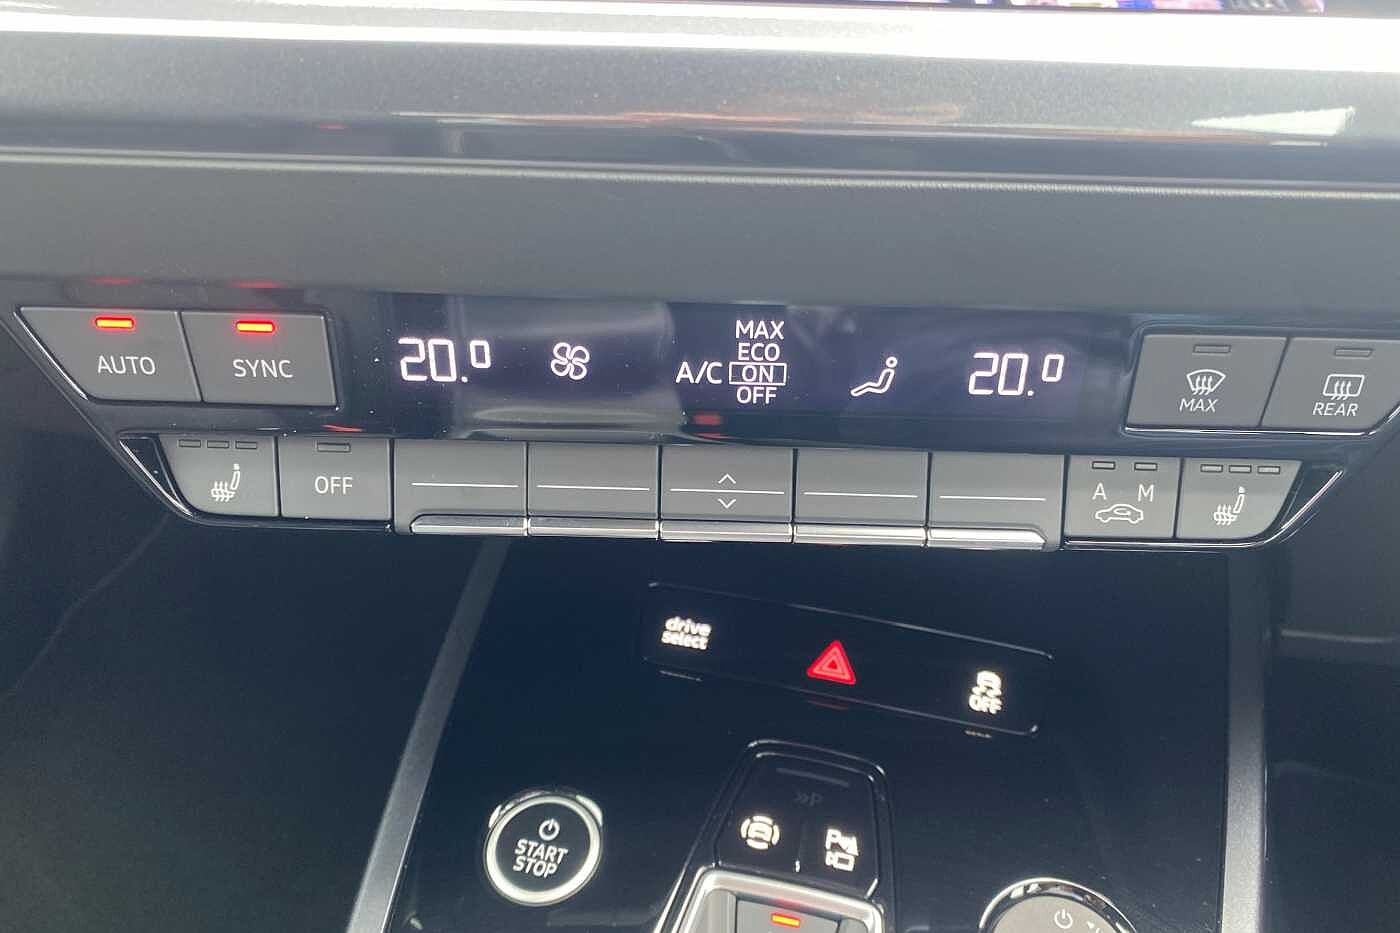 AUTO
SYNC
20.0
A/C
MAX
ECO
ON
OFF
20.0
MAX
REAR
OFF
A M
drive
select
OFF
START
STOP
P